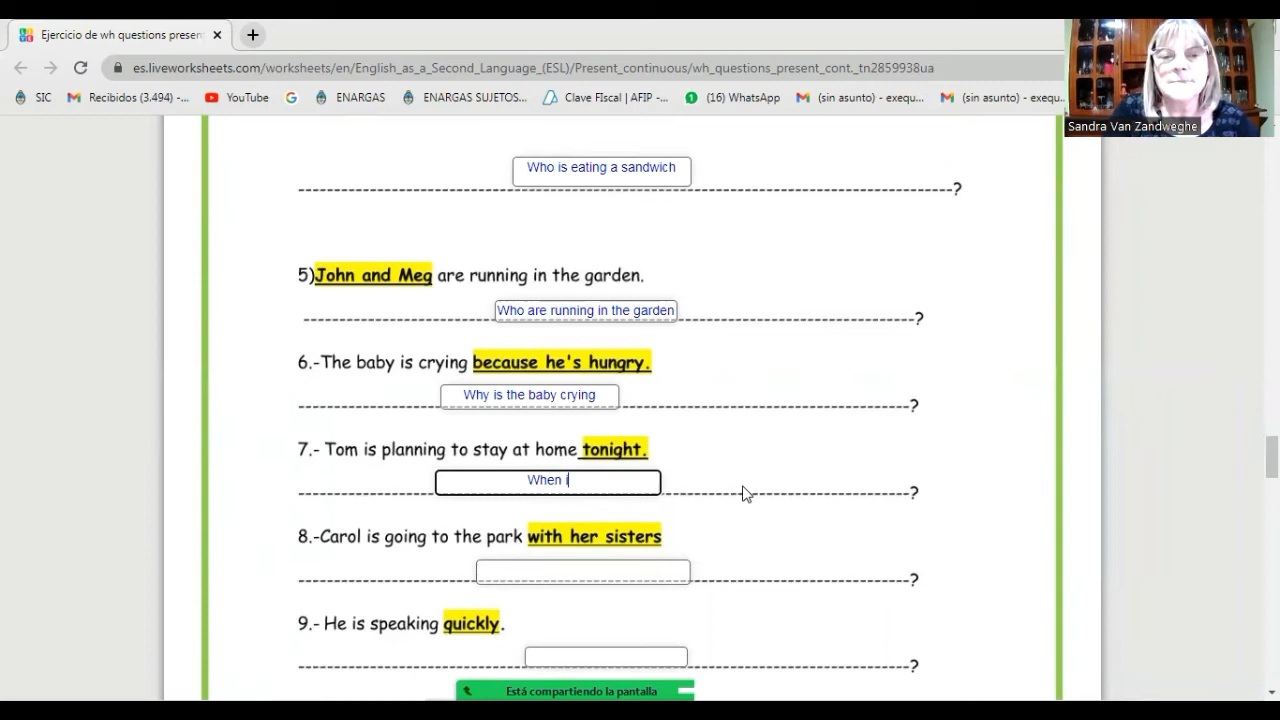 Ejercicio de wh questions presen
es.liveworksheets.com/worksheets/en/English_as_a_Second_Language_(ESL)/Present_continuous/wh_questions_present_cont._tn2859938ua
SIC Recibidos (3.494) -... YouTube ENARGAS ENARGAS SUJETOS... Clave FIscal | AFIP -... (16) WhatsApp (sin asunto) - exequ... (sin asunto) - exequ...
Sandra Van Zandweghe
Who is eating a sandwich
?
5)John and Meg are running in the garden.
Who are running in the garden
?
6.-The baby is crying because he's hungry.
Why is the baby crying
?
7.- Tom is planning to stay at home tonight.
When i
?
8.-Carol is going to the park with her sisters
?
9.- He is speaking quickly.
?
Está compartiendo la pantalla